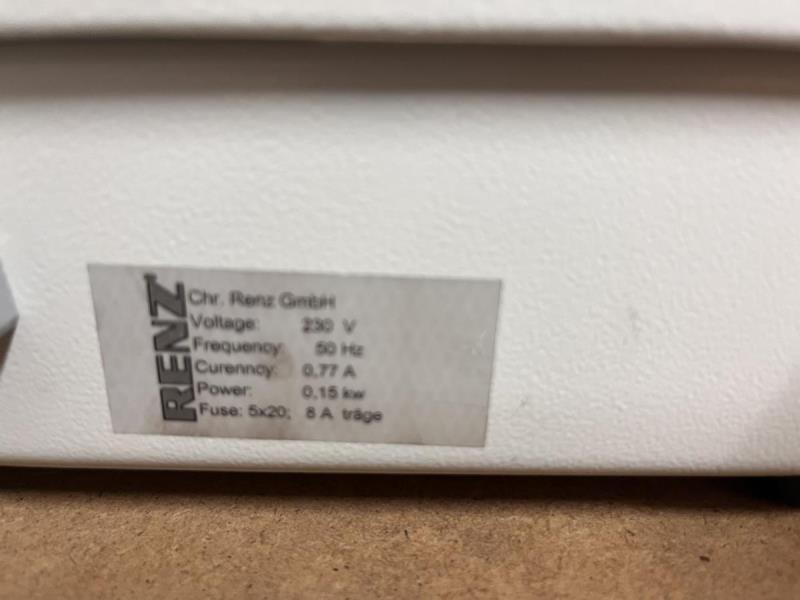 RENZ
Chr. Renz GmbH
Voltage: 230 V
Frequency: 50 Hz
Curenncy: 0,77 A
Power: 0,15 kw
Fuse: 5x20; 8 A träge